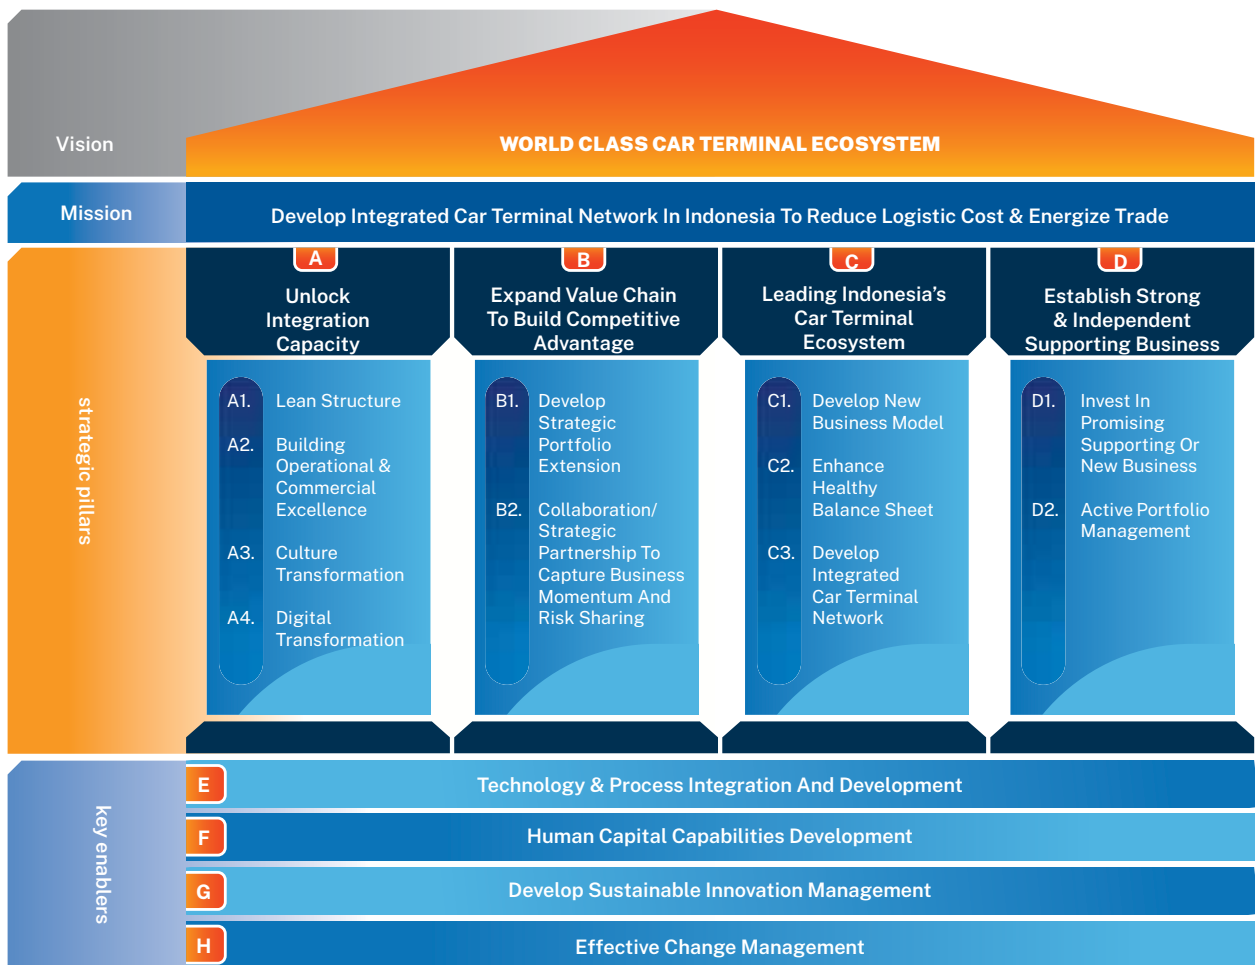 Vision
WORLD CLASS CAR TERMINAL ECOSYSTEM
Mission
Develop Integrated Car Terminal Network In Indonesia To Reduce Logistic Cost & Energize Trade
strategic pillars
A
Unlock
Integration
Capacity
A1. Lean Structure
A2. Building
Operational &
Commercial
Excellence
A3. Culture
Transformation
A4. Digital
Transformation
B
Expand Value Chain
To Build Competitive
Advantage
B1. Develop
Strategic
Portfolio
Extension
B2. Collaboration/
Strategic
Partnership To
Capture Business
Momentum And
Risk Sharing
C
Leading Indonesia’s
Car Terminal
Ecosystem
C1. Develop New
Business Model
C2. Enhance
Healthy
Balance Sheet
C3. Develop
Integrated
Car Terminal
Network
D
Establish Strong
& Independent
Supporting Business
D1. Invest In
Promising
Supporting Or
New Business
D2. Active Portfolio
Management
key enablers
E Technology & Process Integration And Development
F Human Capital Capabilities Development
G Develop Sustainable Innovation Management
H Effective Change Management